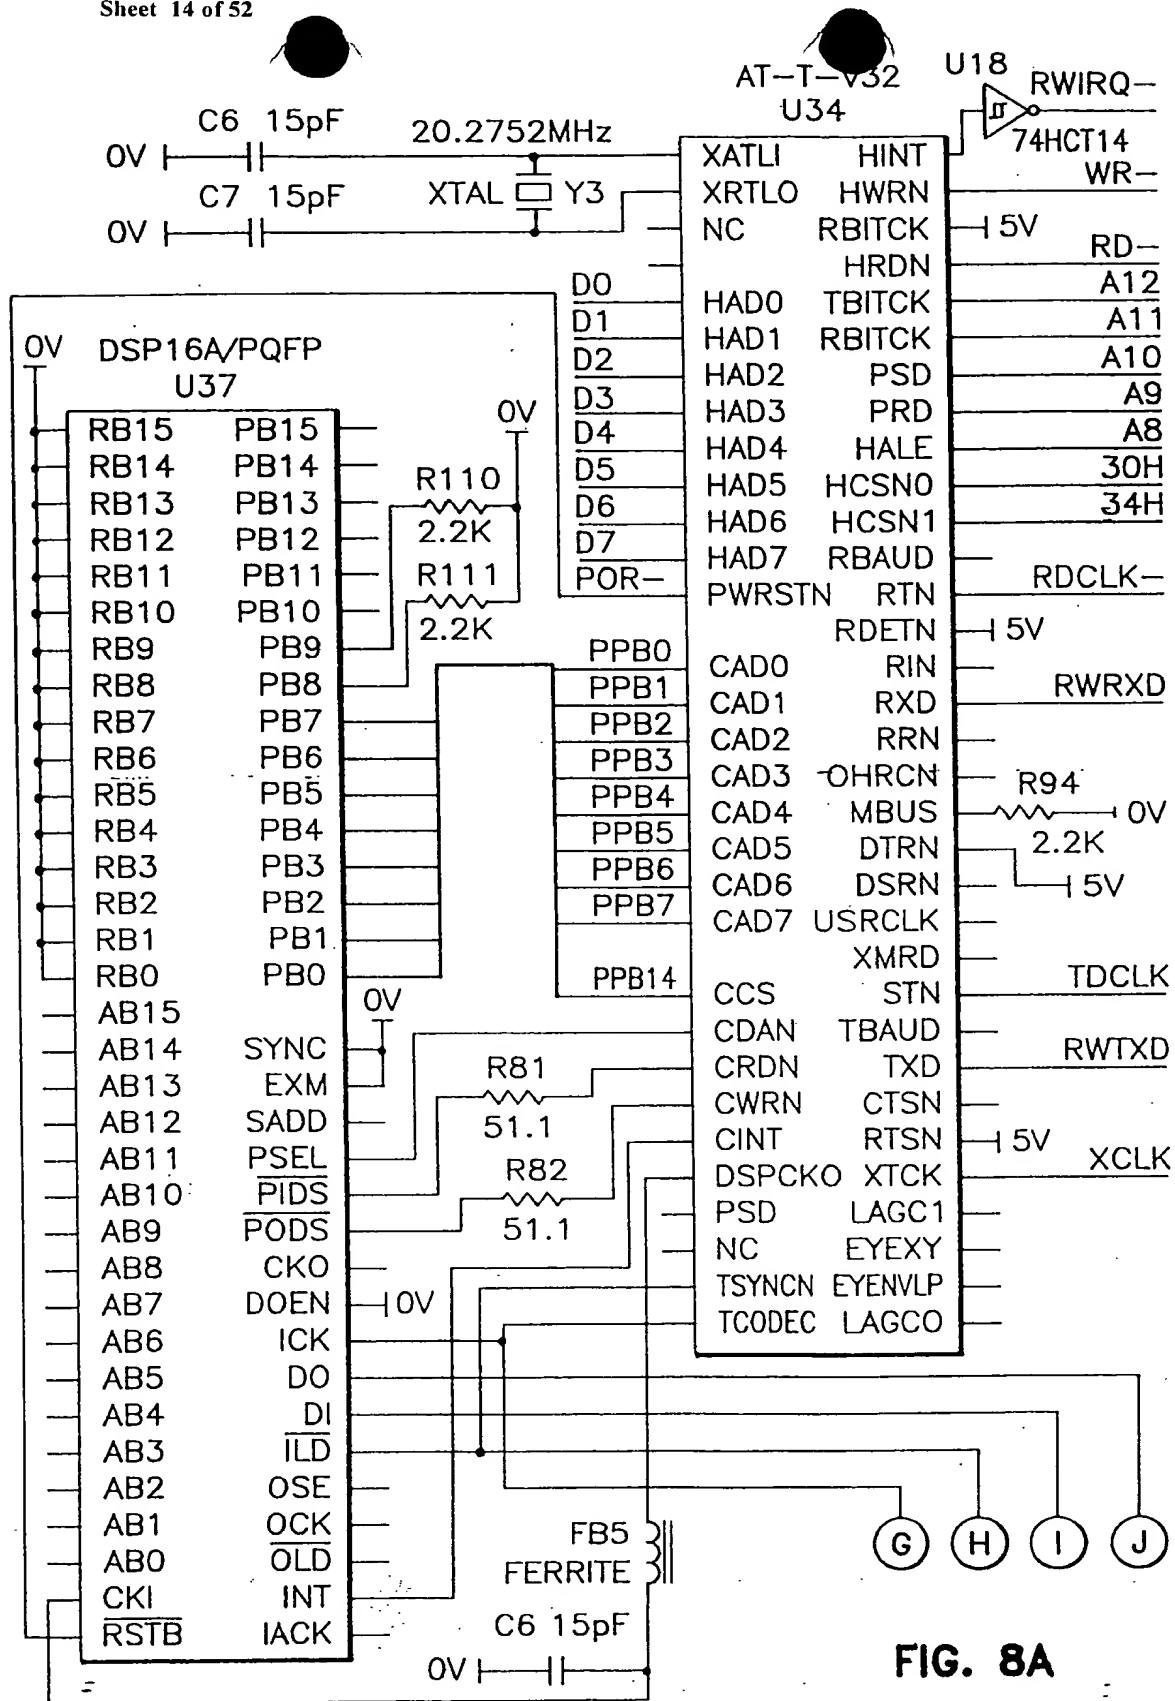 Sheet 14 of 52
AT-T-V32
U34
U18
RWIRQ-
74HCT14
C6 15pF
0V
20.2752MHz
C7 15pF
0V
XTAL Y3
XATLI HINT
XRTLO HWRN WR-
NC RBITCK 5V
HRDN RD-
D0 HAD0 TBITCK A12
D1 HAD1 RBITCK A11
D2 HAD2 PSD A10
D3 HAD3 PRD A9
D4 HAD4 HALE A8
D5 HAD5 HCSN0 30H
D6 HAD6 HCSN1 34H
D7 HAD7 RBAUD
POR- PWRSTN RTN RDCLK-
RDETN 5V
PPB0 CAD0 RIN
PPB1 CAD1 RXD RWRXD
PPB2 CAD2 RRN
PPB3 CAD3 OHRCN
PPB4 CAD4 MBUS R94 2.2K 0V
PPB5 CAD5 DTRN
PPB6 CAD6 DSRN 5V
PPB7 CAD7 USRCLK
XMRD
PPB14 CCS STN TDCLK
CDAN TBAUD
CRDN TXD RWTXD
CWRN CTSN
CINT RTSN 5V
DSPCKO XTCK XCLK
PSD LAGC1
NC EYEXY
TSYNCN EYENVLP
TCODEC LAGCO
0V
DSP16A/PQFP
U37
RB15 PB15
RB14 PB14
RB13 PB13
RB12 PB12
RB11 PB11
RB10 PB10
RB9 PB9
RB8 PB8
RB7 PB7
RB6 PB6
RB5 PB5
RB4 PB4
RB3 PB3
RB2 PB2
RB1 PB1
RB0 PB0
AB15
AB14 SYNC
AB13 EXM
AB12 SADD
AB11 PSEL
AB10 PIDS
AB9 PODS
AB8 CKO
AB7 DOEN 0V
AB6 ICK
AB5 DO
AB4 DI
AB3 ILD
AB2 OSE
AB1 OCK
AB0 OLD
CKI INT
RSTB IACK
0V
R110
2.2K
R111
2.2K
0V
R81
51.1
R82
51.1
FB5
FERRITE
C6 15pF
0V
G H I J
FIG. 8A